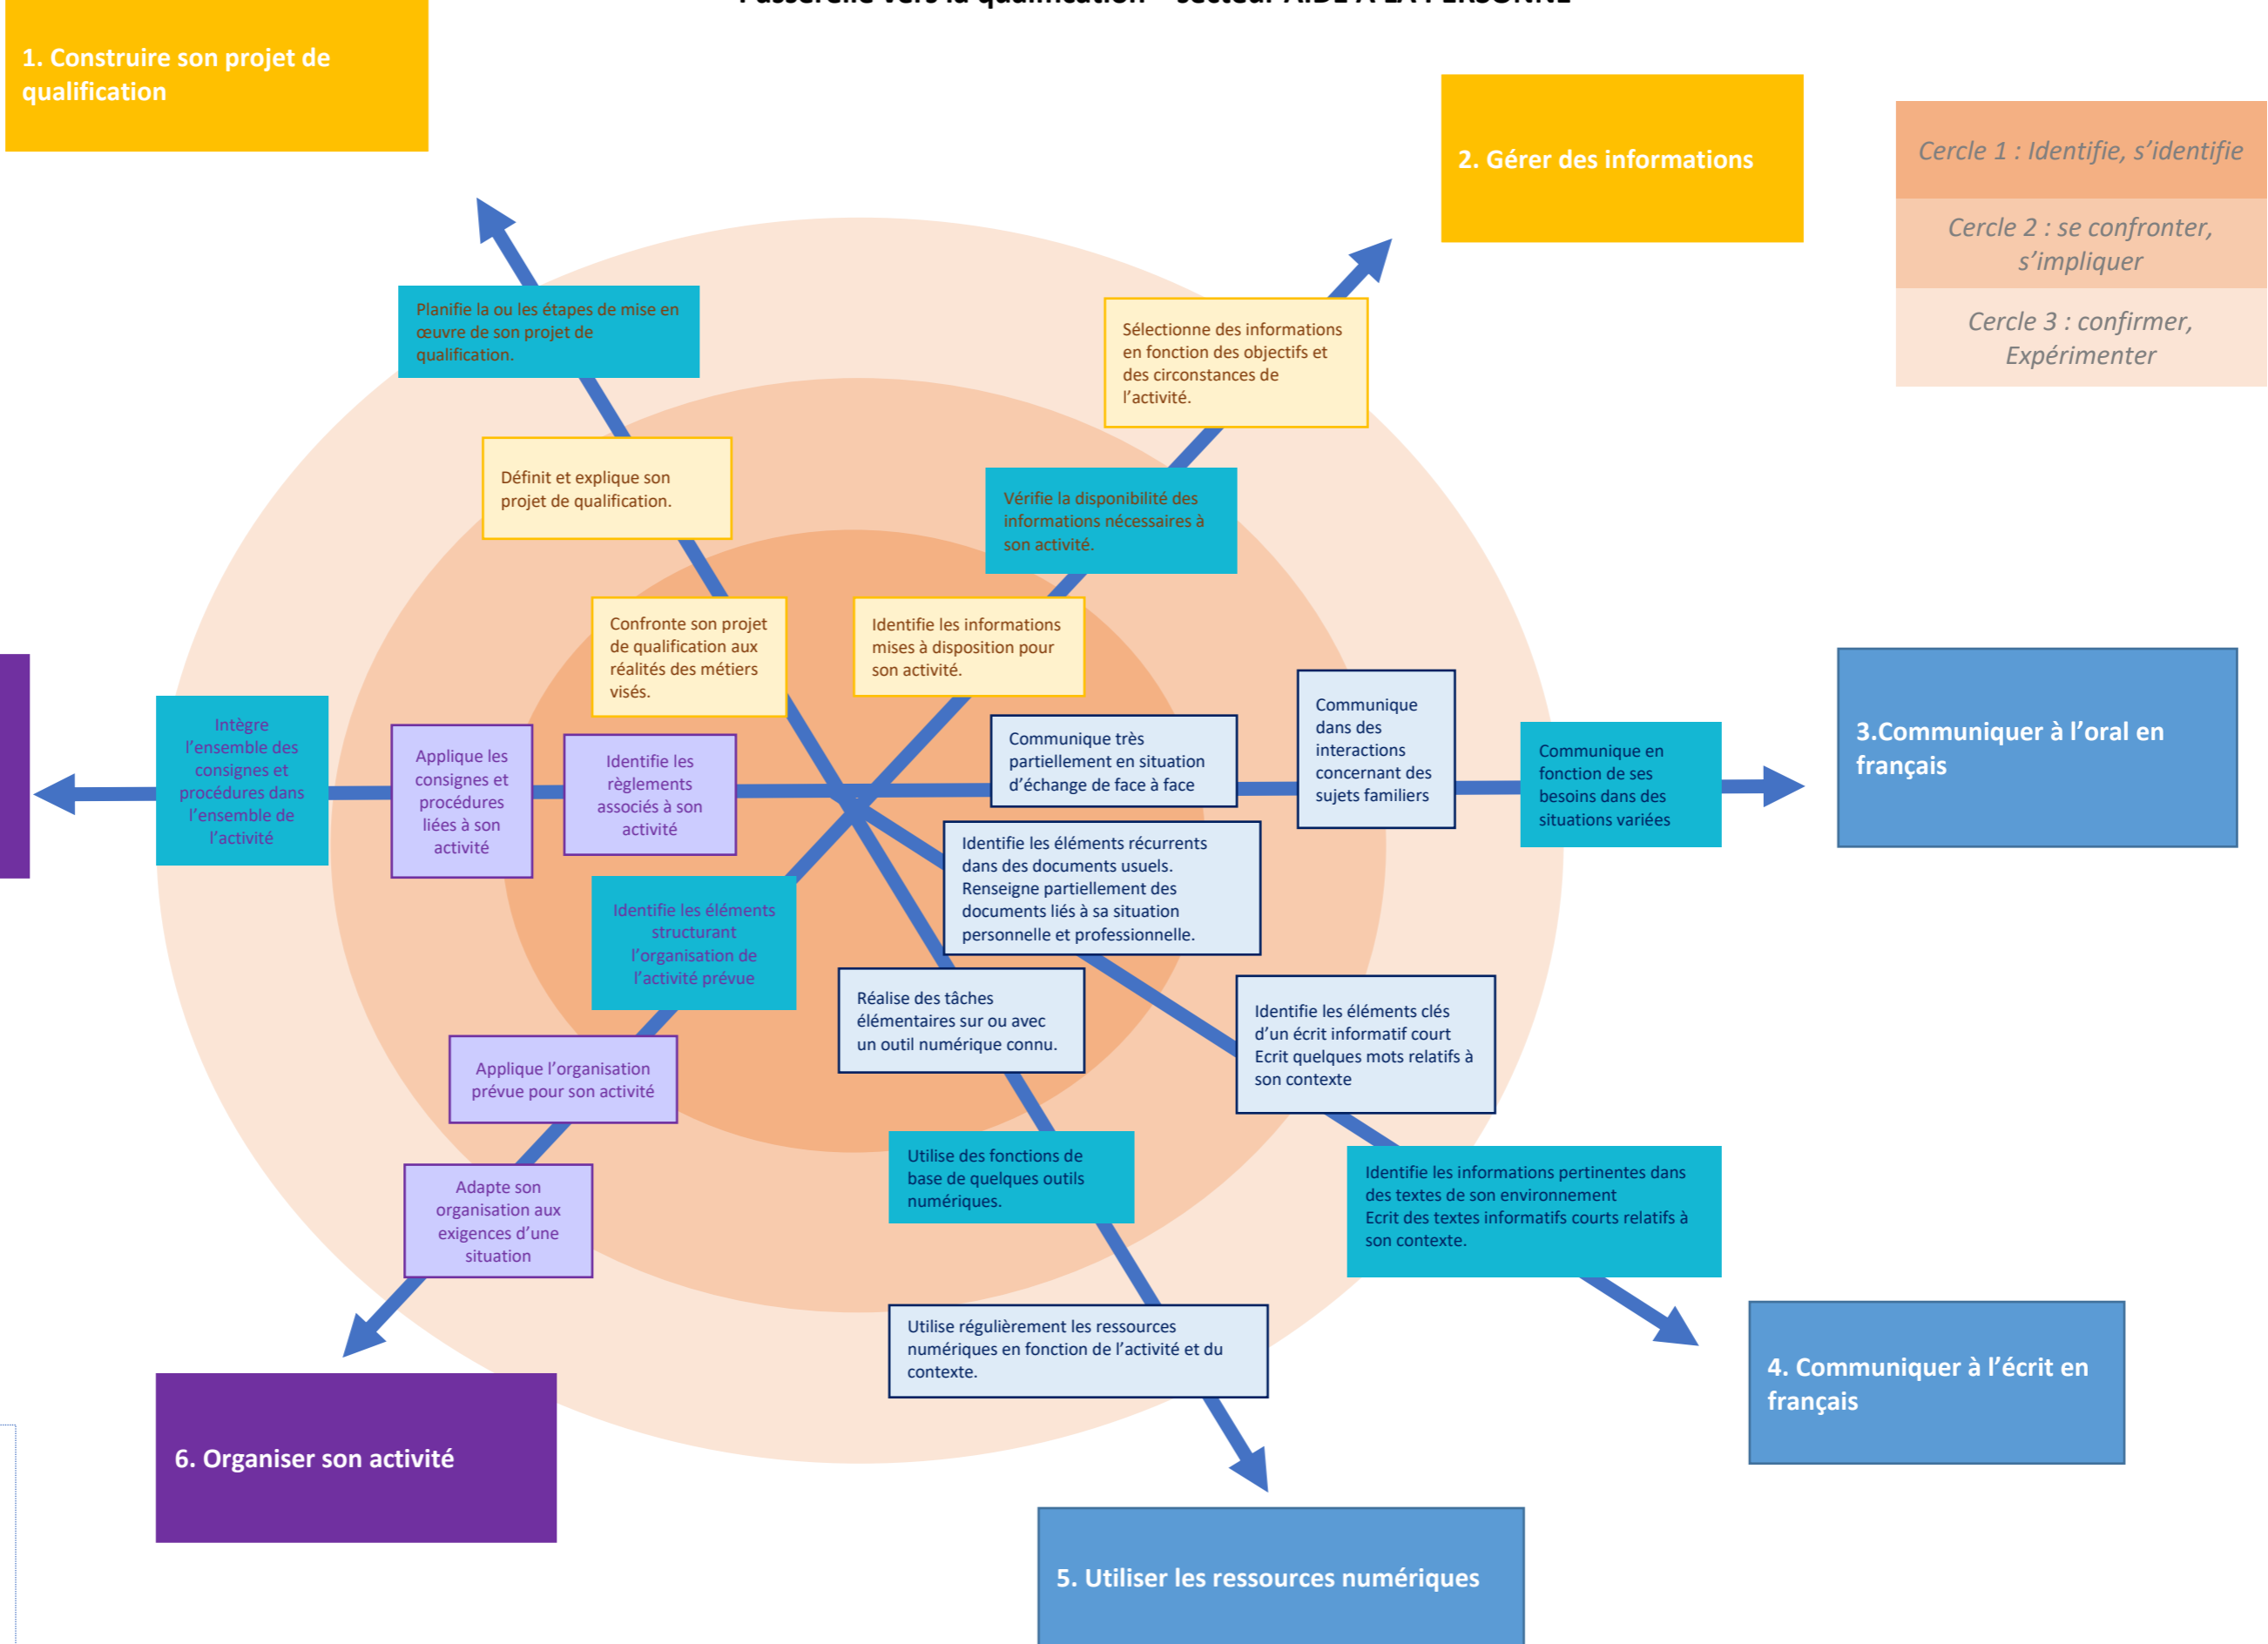 Passerelle vers la qualification – secteur AIDE A LA PERSONNE
1. Construire son projet de
qualification
2. Gérer des informations
Cercle 1 : Identifie, s’identifie
Cercle 2 : se confronter,
s’impliquer
Cercle 3 : confirmer,
Expérimenter
Planifie la ou les étapes de mise en
œuvre de son projet de
qualification.
Sélectionne des informations
en fonction des objectifs et
des circonstances de
l’activité.
Définit et explique son
projet de qualification.
Vérifie la disponibilité des
informations nécessaires à
son activité.
Confronte son projet
de qualification aux
réalités des métiers
visés.
Identifie les informations
mises à disposition pour
son activité.
Intègre
l’ensemble des
consignes et
procédures dans
l’ensemble de
l’activité
Applique les
consignes et
procédures
liées à son
activité
Identifie les
règlements
associés à son
activité
Communique très
partiellement en situation
d’échange de face à face
Communique
dans des
interactions
concernant des
sujets familiers
Communique en
fonction de ses
besoins dans des
situations variées
3.Communiquer à l’oral en
français
Identifie les éléments récurrents
dans des documents usuels.
Renseigne partiellement des
documents liés à sa situation
personnelle et professionnelle.
Identifie les éléments
structurant
l’organisation de
l’activité prévue
Réalise des tâches
élémentaires sur ou avec
un outil numérique connu.
Identifie les éléments clés
d’un écrit informatif court
Ecrit quelques mots relatifs à
son contexte
Applique l’organisation
prévue pour son activité
Utilise des fonctions de
base de quelques outils
numériques.
Identifie les informations pertinentes dans
des textes de son environnement
Ecrit des textes informatifs courts relatifs à
son contexte.
Adapte son
organisation aux
exigences d’une
situation
Utilise régulièrement les ressources
numériques en fonction de l’activité et du
contexte.
4. Communiquer à l’écrit en
français
6. Organiser son activité
5. Utiliser les ressources numériques